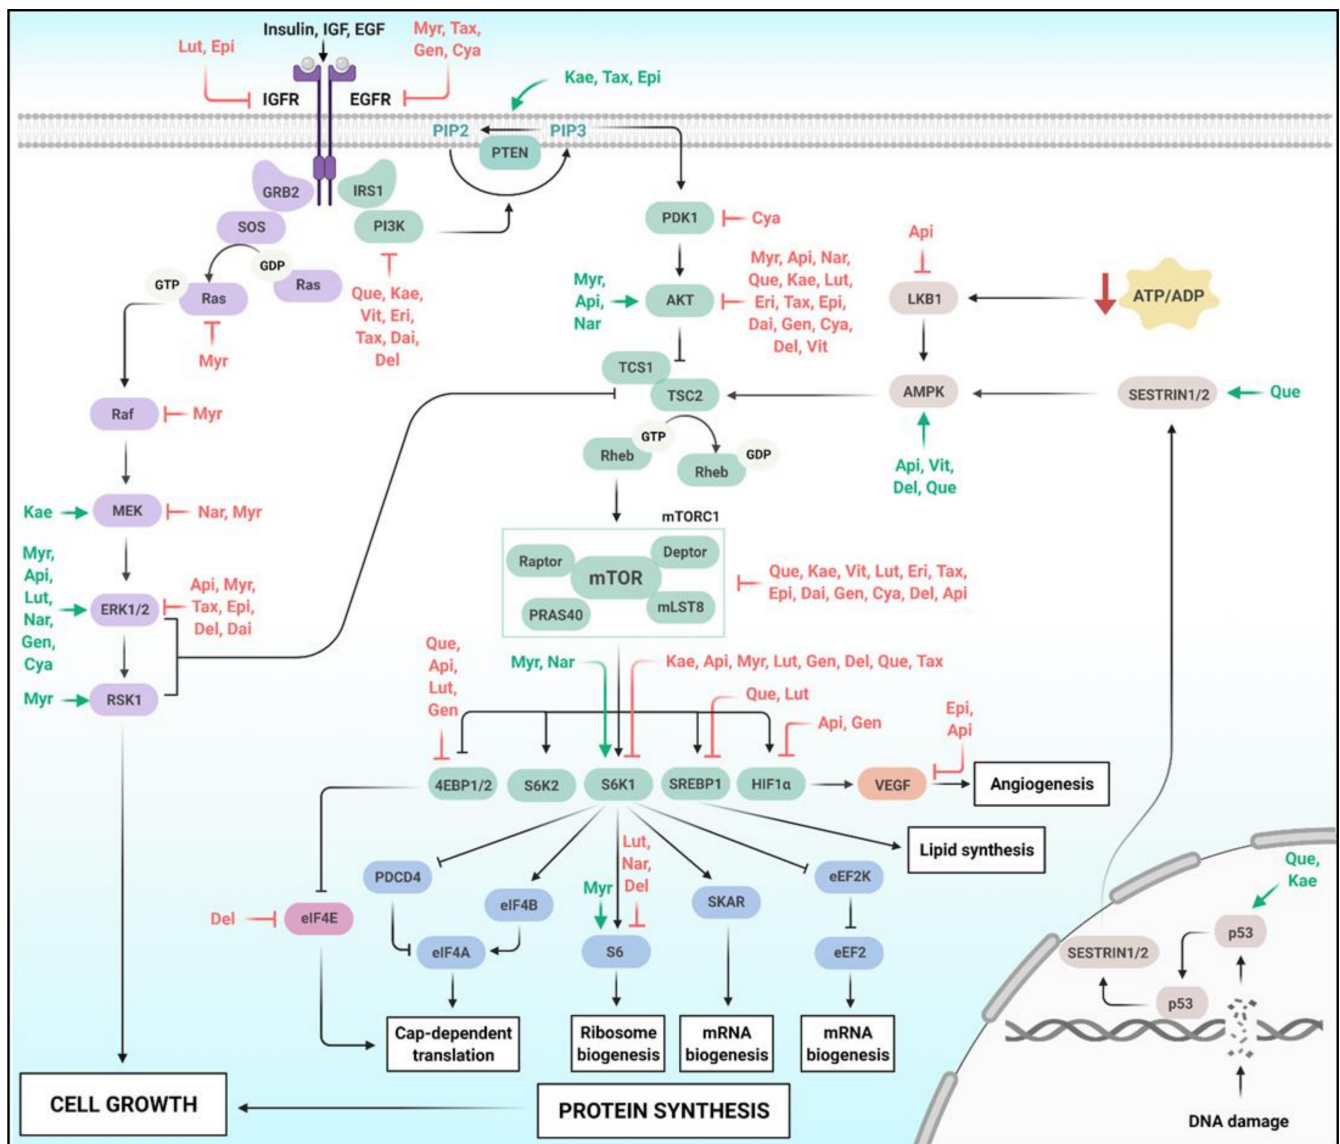 Insulin, IGF, EGF
Lut, Epi
Myr, Tax,
Gen, Cya
IGFR
EGFR
Kae, Tax, Epi
PIP2
PIP3
PTEN
GRB2
IRS1
SOS
PI3K
GTP
GDP
Ras
Ras
Myr
Que, Kae,
Vit, Eri,
Tax, Dai,
Del
PDK1
Cya
Myr,
Api,
Nar
AKT
Myr, Api, Nar,
Que, Kae, Lut,
Eri, Tax, Epi,
Dai, Gen, Cya,
Del, Vit
Api
LKB1
ATP/ADP
TCS1
TSC2
AMPK
SESTRIN1/2
Que
Api, Vit,
Del, Que
GTP
Rheb
GDP
Rheb
Raf
Myr
Kae
MEK
Nar, Myr
Myr,
Api,
Lut,
Nar,
Gen,
Cya
ERK1/2
Api, Myr,
Tax, Epi,
Del, Dai
Myr
RSK1
mTORC1
Raptor
Deptor
mTOR
PRAS40
mLST8
Que, Kae, Vit, Lut, Eri, Tax,
Epi, Dai, Gen, Cya, Del, Api
Que,
Api,
Lut,
Gen
Myr, Nar
Kae, Api, Myr, Lut, Gen, Del, Que, Tax
Que, Lut
Api, Gen
Epi,
Api
4EBP1/2
S6K2
S6K1
SREBP1
HIF1α
VEGF
Angiogenesis
Lipid synthesis
PDCD4
eIF4B
Lut,
Nar,
Del
Myr
SKAR
eEF2K
Del
eIF4E
eIF4A
S6
eEF2
Cap-dependent
translation
Ribosome
biogenesis
mRNA
biogenesis
mRNA
biogenesis
Que,
Kae
p53
SESTRIN1/2
p53
DNA damage
CELL GROWTH
PROTEIN SYNTHESIS